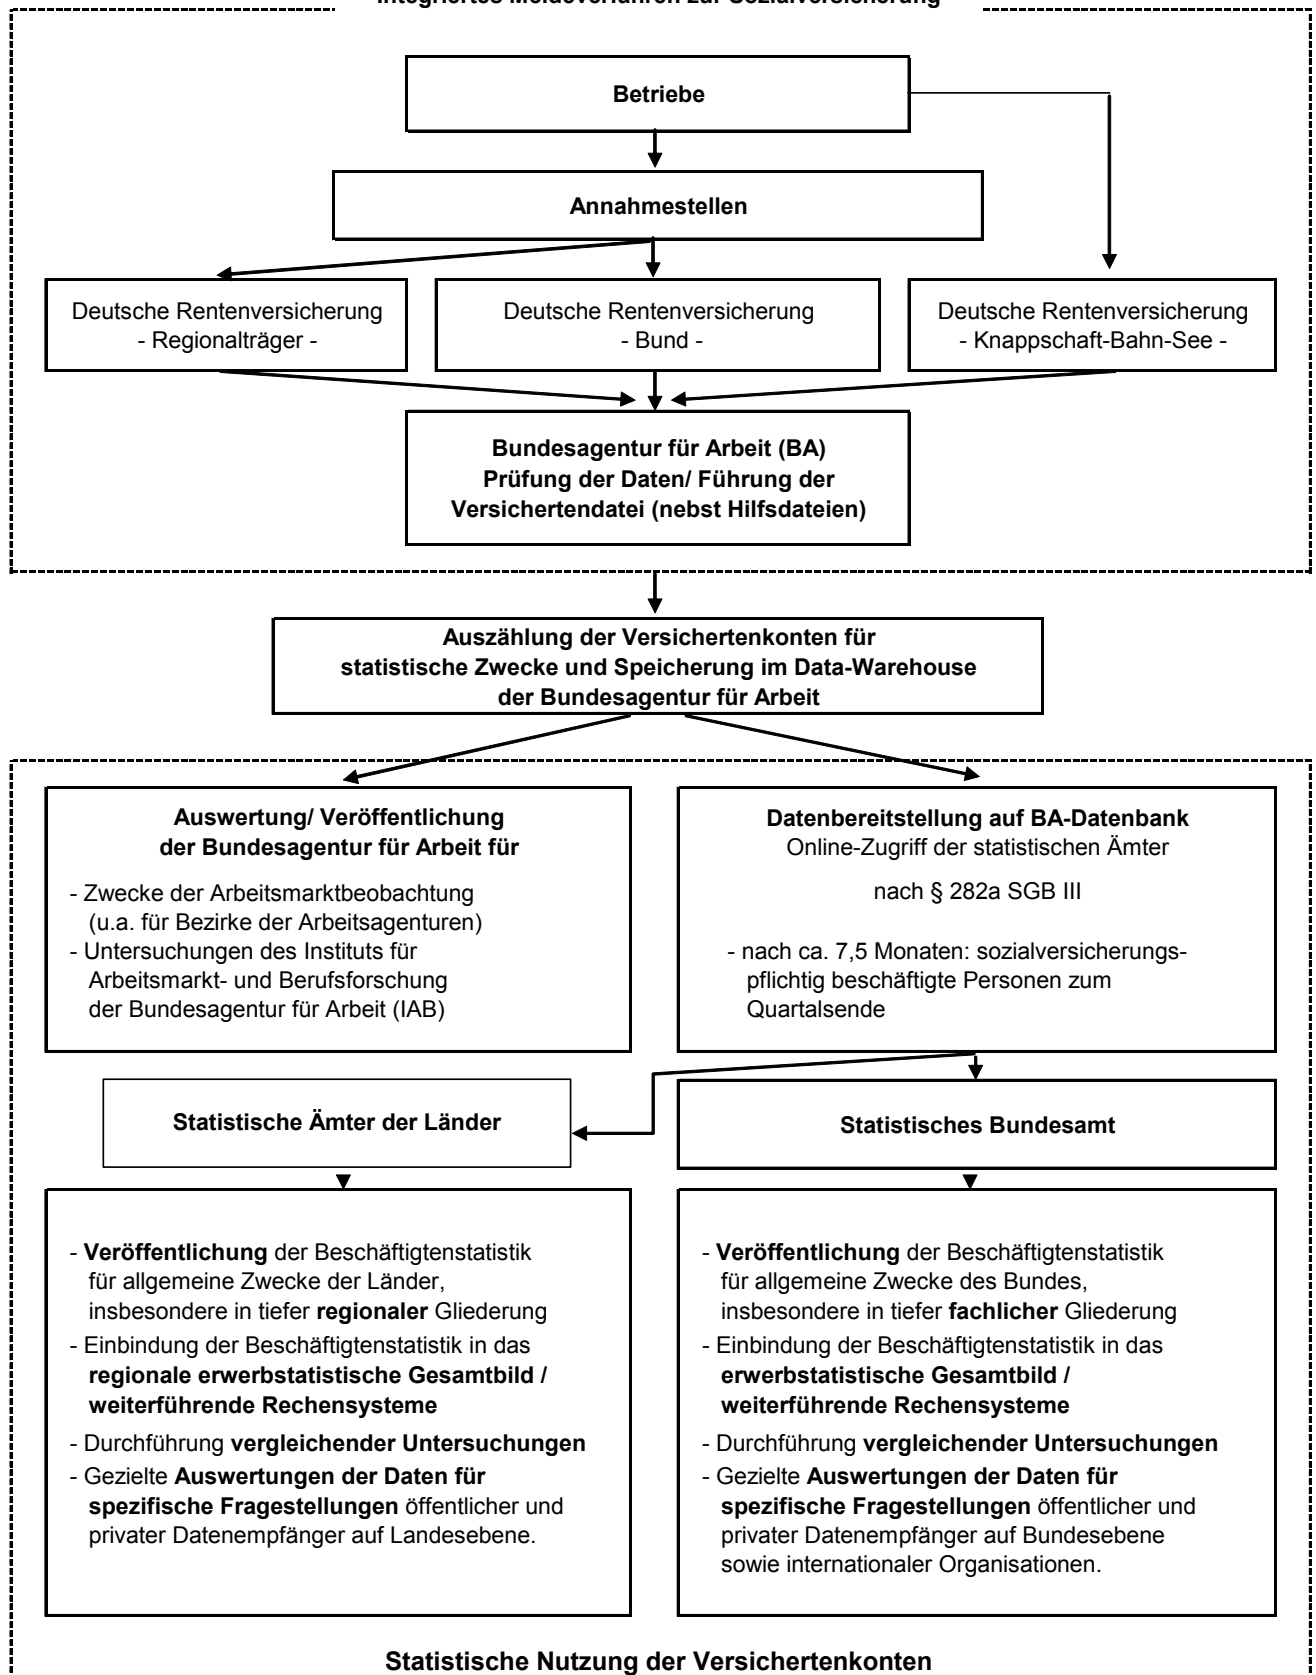 Integriertes Meldeverfahren zur Sozialversicherung
Betriebe
Annahmestellen
Deutsche Rentenversicherung
- Regionalträger -
Deutsche Rentenversicherung
- Bund -
Deutsche Rentenversicherung
- Knappschaft-Bahn-See -
Bundesagentur für Arbeit (BA)
Prüfung der Daten/ Führung der
Versichertendatei (nebst Hilfsdateien)
Auszählung der Versichertenkonten für
statistische Zwecke und Speicherung im Data-Warehouse
der Bundesagentur für Arbeit
Auswertung/ Veröffentlichung
der Bundesagentur für Arbeit für
- Zwecke der Arbeitsmarktbeobachtung
(u.a. für Bezirke der Arbeitsagenturen)
- Untersuchungen des Instituts für
Arbeitsmarkt- und Berufsforschung
der Bundesagentur für Arbeit (IAB)
Datenbereitstellung auf BA-Datenbank
Online-Zugriff der statistischen Ämter
nach § 282a SGB III
- nach ca. 7,5 Monaten: sozialversicherungs-
pflichtig beschäftigte Personen zum
Quartalsende
Statistische Ämter der Länder
Statistisches Bundesamt
- Veröffentlichung der Beschäftigtenstatistik
für allgemeine Zwecke der Länder,
insbesondere in tiefer regionaler Gliederung
- Einbindung der Beschäftigtenstatistik in das
regionale erwerbstatistische Gesamtbild /
weiterführende Rechensysteme
- Durchführung vergleichender Untersuchungen
- Gezielte Auswertungen der Daten für
spezifische Fragestellungen öffentlicher und
privater Datenempfänger auf Landesebene.
- Veröffentlichung der Beschäftigtenstatistik
für allgemeine Zwecke des Bundes,
insbesondere in tiefer fachlicher Gliederung
- Einbindung der Beschäftigtenstatistik in das
erwerbstatistische Gesamtbild /
weiterführende Rechensysteme
- Durchführung vergleichender Untersuchungen
- Gezielte Auswertungen der Daten für
spezifische Fragestellungen öffentlicher und
privater Datenempfänger auf Bundesebene
sowie internationaler Organisationen.
Statistische Nutzung der Versichertenkonten